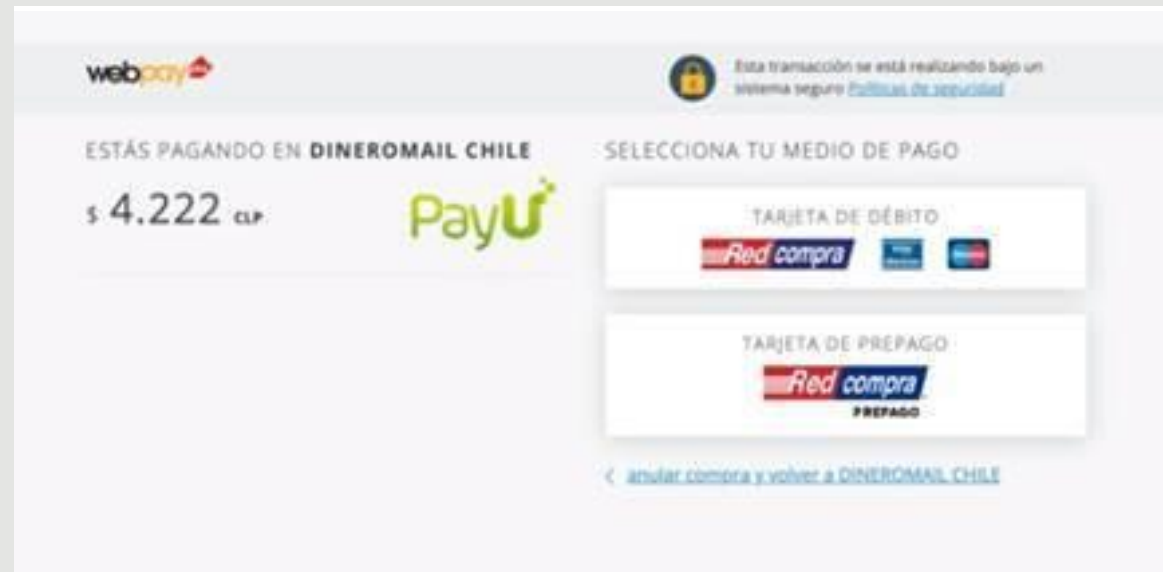 webpay
Esta transacción se está realizando bajo un
sistema seguro Políticas de seguridad
ESTÁS PAGANDO EN DINEROMAIL CHILE
$ 4.222 CLP
PayU
SELECCIONA TU MEDIO DE PAGO
TARJETA DE DÉBITO
Red compra
TARJETA DE PREPAGO
Red compra
PREPAGO
< anular compra y volver a DINEROMAIL CHILE